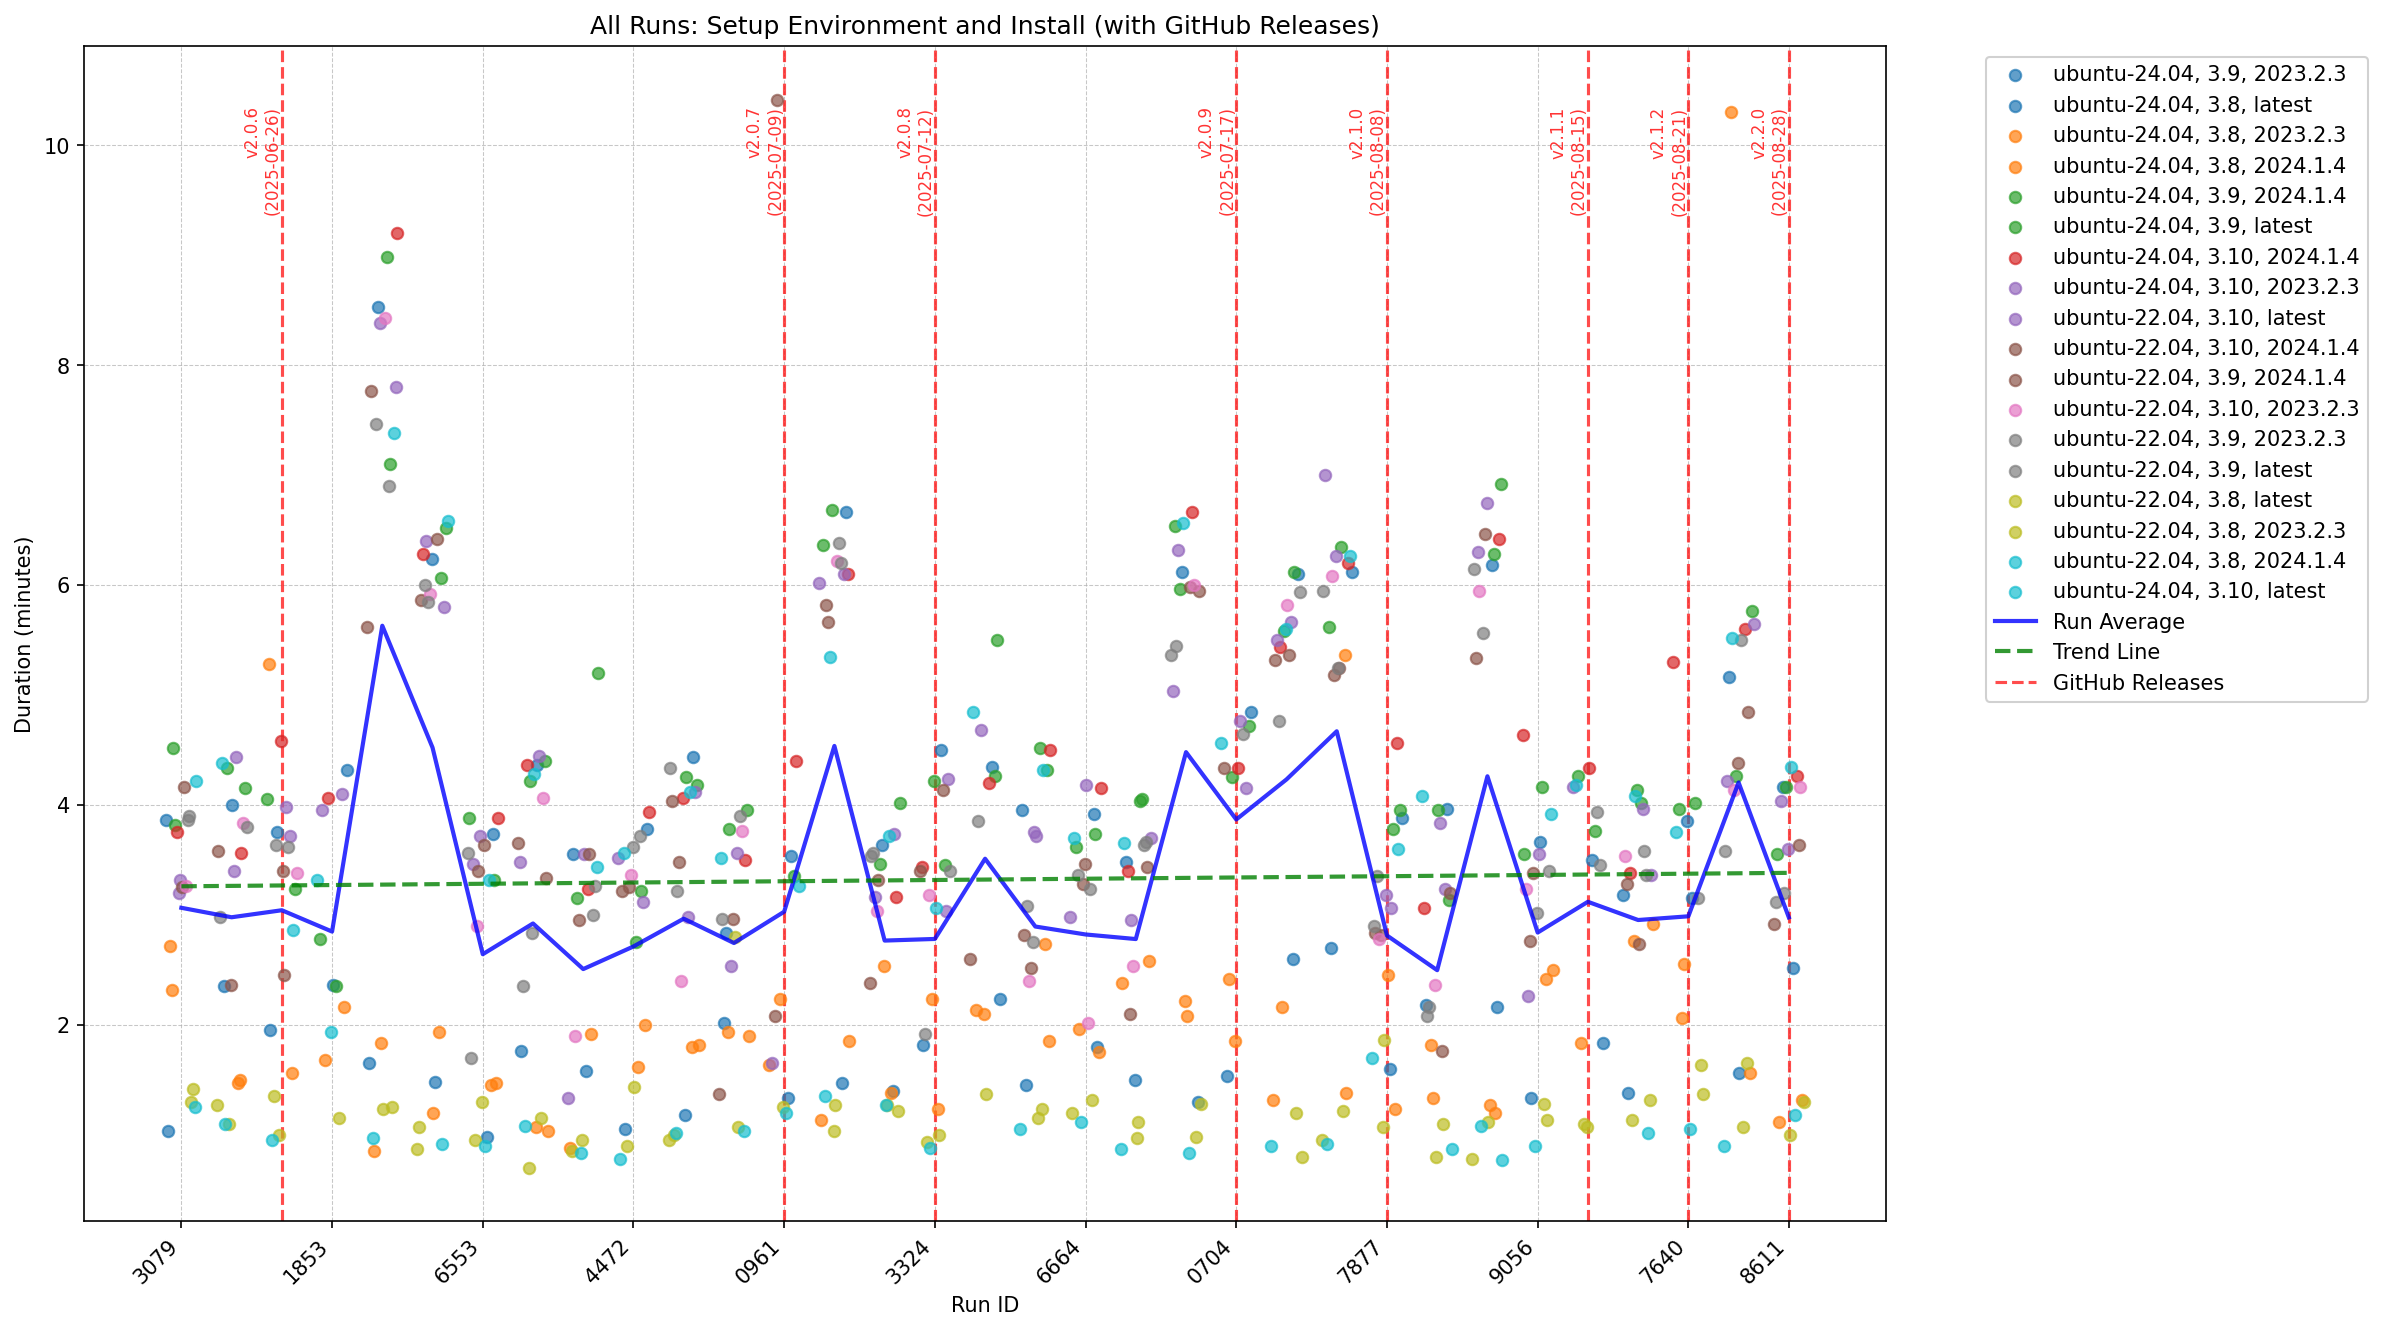 All Runs: Setup Environment and Install (with GitHub Releases)
Duration (minutes)
10
8
6
4
2
v2.0.6
(2025-06-26)
v2.0.7
(2025-07-09)
v2.0.8
(2025-07-12)
v2.0.9
(2025-07-17)
v2.1.0
(2025-08-08)
v2.1.1
(2025-08-15)
v2.1.2
(2025-08-21)
v2.2.0
(2025-08-28)
3079
1853
6553
4472
0961
3324
6664
0704
7877
9056
7640
8611
Run ID
ubuntu-24.04, 3.9, 2023.2.3
ubuntu-24.04, 3.8, latest
ubuntu-24.04, 3.8, 2023.2.3
ubuntu-24.04, 3.8, 2024.1.4
ubuntu-24.04, 3.9, 2024.1.4
ubuntu-24.04, 3.9, latest
ubuntu-24.04, 3.10, 2024.1.4
ubuntu-24.04, 3.10, 2023.2.3
ubuntu-22.04, 3.10, latest
ubuntu-22.04, 3.10, 2024.1.4
ubuntu-22.04, 3.9, 2024.1.4
ubuntu-22.04, 3.10, 2023.2.3
ubuntu-22.04, 3.9, 2023.2.3
ubuntu-22.04, 3.9, latest
ubuntu-22.04, 3.8, latest
ubuntu-22.04, 3.8, 2023.2.3
ubuntu-22.04, 3.8, 2024.1.4
ubuntu-24.04, 3.10, latest
Run Average
Trend Line
GitHub Releases